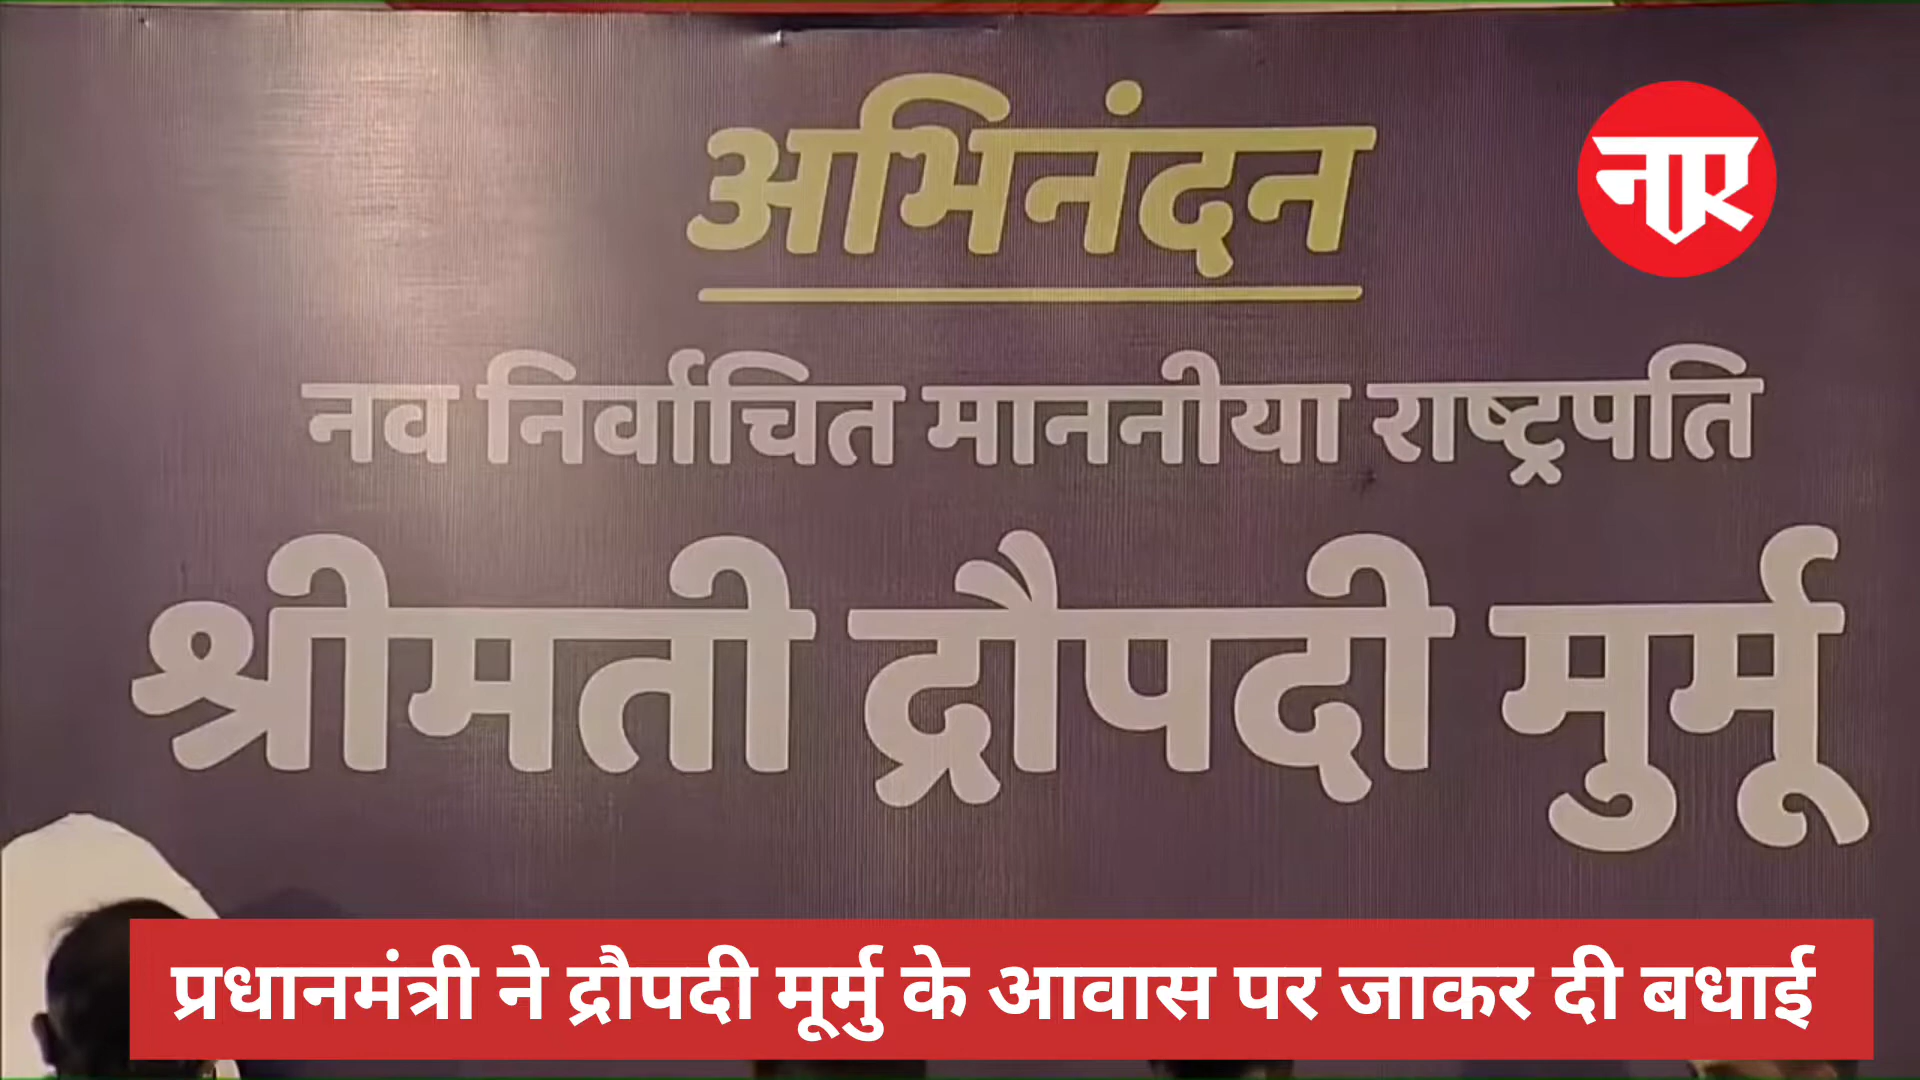 अभिनंदन
नाए
नव निर्वाचित माननीया राष्ट्रपति
श्रीमती द्रौपदी मुर्मू
प्रधानमंत्री ने द्रौपदी मूर्मु के आवास पर जाकर दी बधाई